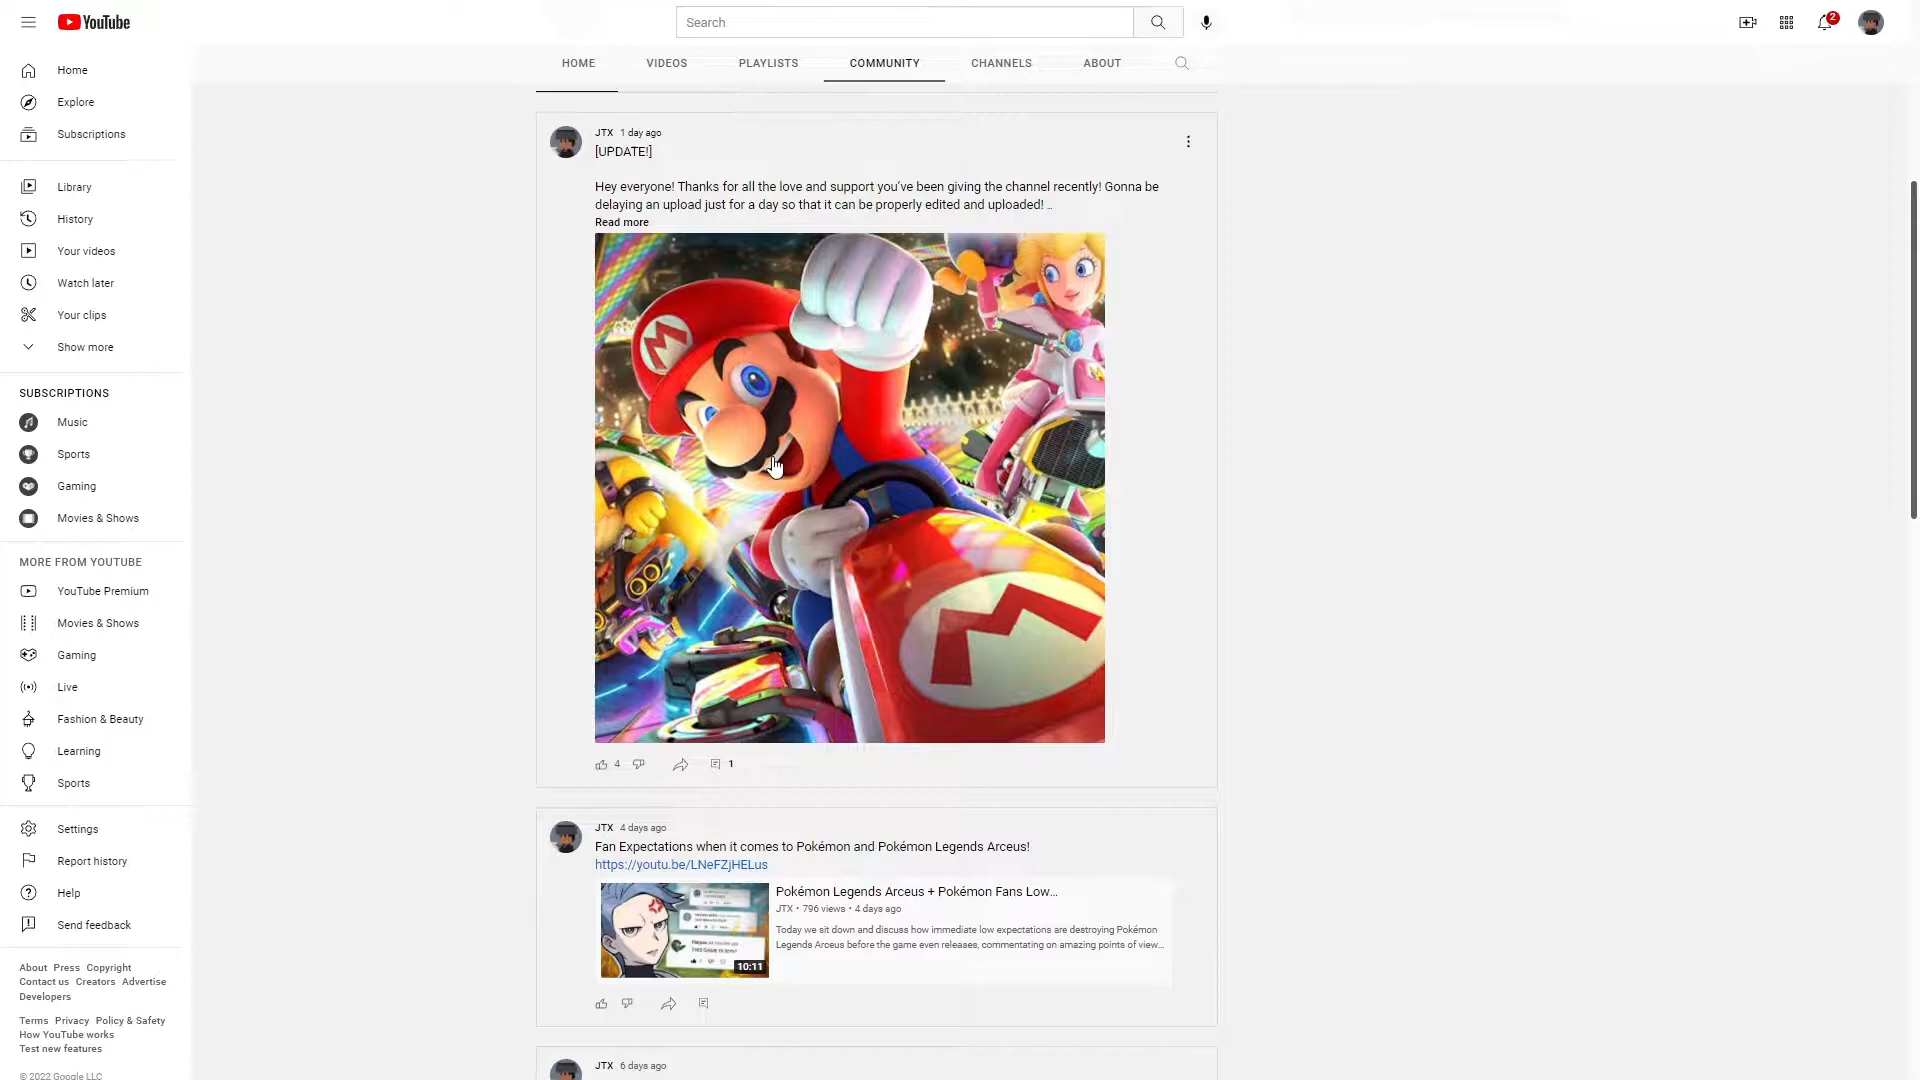 YouTube
Search
2
HOME VIDEOS PLAYLISTS COMMUNITY CHANNELS ABOUT
Home
Explore
Subscriptions
Library
History
Your videos
Watch later
Your clips
Show more
SUBSCRIPTIONS
Music
Sports
Gaming
Movies & Shows
MORE FROM YOUTUBE
YouTube Premium
Movies & Shows
Gaming
Live
Fashion & Beauty
Learning
Sports
Settings
Report history
Help
Send feedback
About Press Copyright
Contact us Creators Advertise
Developers
Terms Privacy Policy & Safety
How YouTube works
Test new features
© 2022 Google LLC
JTX 1 day ago
[UPDATE!]
Hey everyone! Thanks for all the love and support you've been giving the channel recently! Gonna be
delaying an upload just for a day so that it can be properly edited and uploaded! ..
Read more
M
M
4
1
JTX 4 days ago
Fan Expectations when it comes to Pokémon and Pokémon Legends Arceus!
https://youtu.be/LNeFZjHELus
10:11
Pokémon Legends Arceus + Pokémon Fans Low...
JTX • 796 views • 4 days ago
Today we sit down and discuss how immediate low expectations are destroying Pokémon
Legends Arceus before the game even releases, commentating on amazing points of view...
JTX 6 days ago